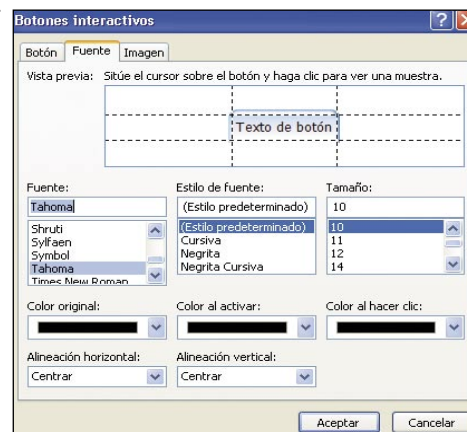 Botones interactivos
Botón Fuente Imagen
Vista previa: Sitúe el cursor sobre el botón y haga clic para ver una muestra.
Texto de botón
Fuente: Estilo de fuente: Tamaño:
Tahoma (Estilo predeterminado) 10
Shruti (Estilo predeterminado) 10
Sylfaen Cursiva 11
Symbol Negrita 12
Tahoma Negrita Cursiva 14
Times New Roman
Color original: Color al activar: Color al hacer clic:
Alineación horizontal: Alineación vertical:
Centrar Centrar
Aceptar Cancelar